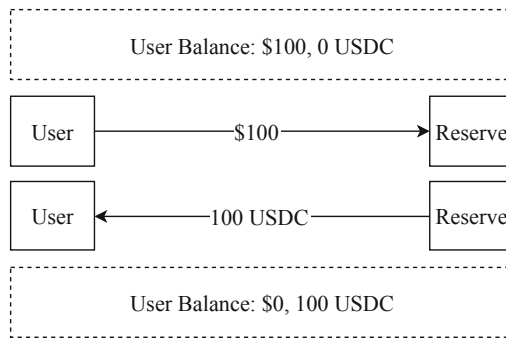 User Balance: $100, 0 USDC
User $100 Reserve
User 100 USDC Reserve
User Balance: $0, 100 USDC